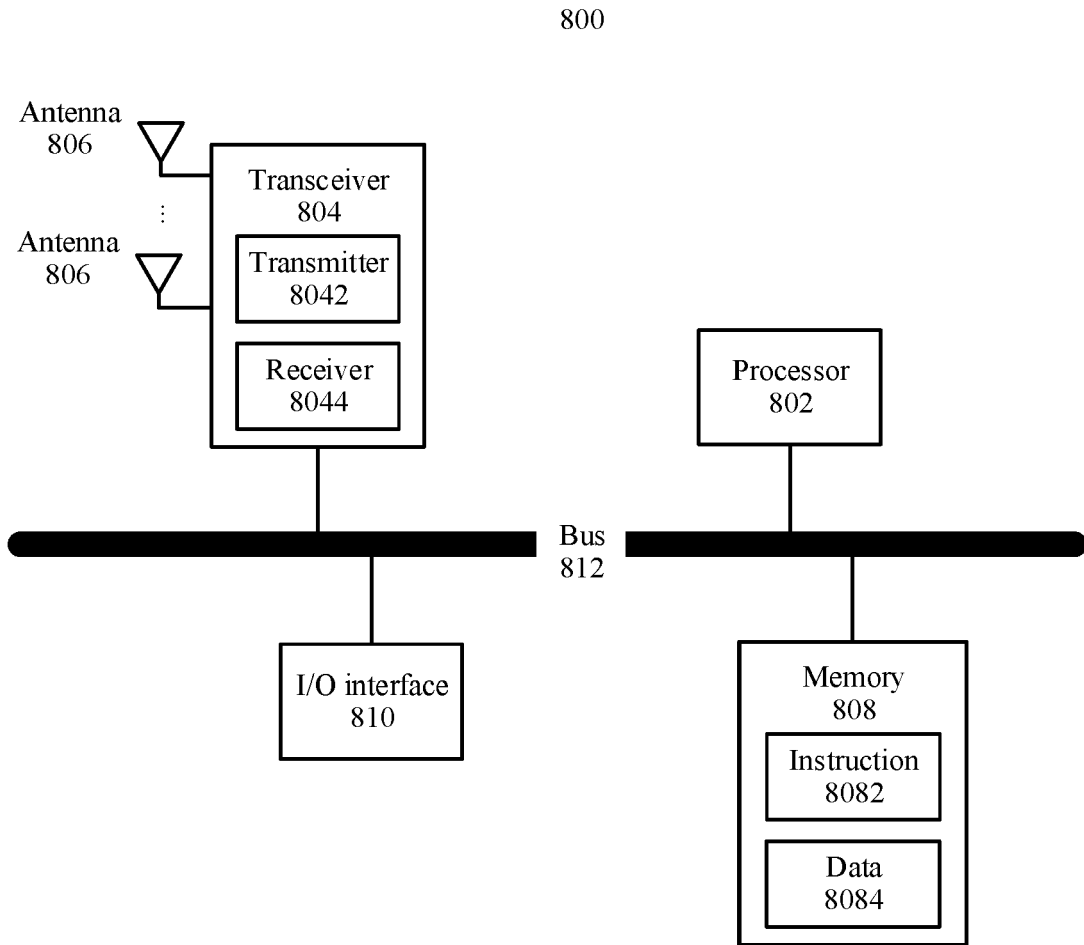 800
Antenna
806
Transceiver
804
⋮
Antenna
806
Transmitter
8042
Receiver
8044
Processor
802
Bus
812
I/O interface
810
Memory
808
Instruction
8082
Data
8084